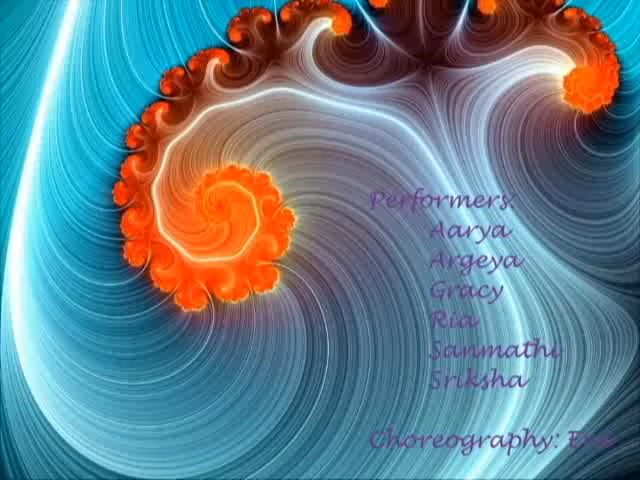 Performers:
Aarya
Argeya
Gracy
Ria
Sanmathi
Sriksha
Choreography: